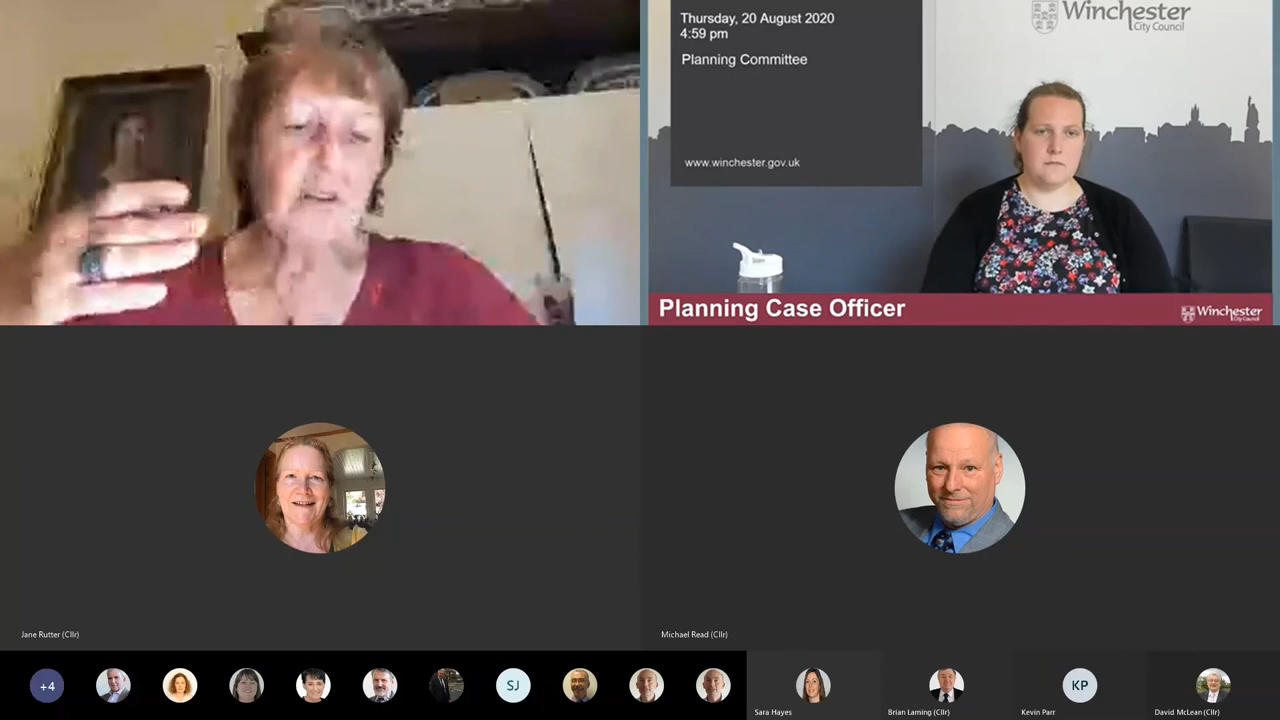 Thursday, 20 August 2020
4:59 pm
Planning Committee
www.winchester.gov.uk
Winchester
City Council
Planning Case Officer
Winchester
City Council
Jane Rutter (Cllr)
Michael Read (Cllr)
+4
SJ
KP
Sara Hayes
Brian Laming (Cllr)
Kevin Parr
David McLean (Cllr)